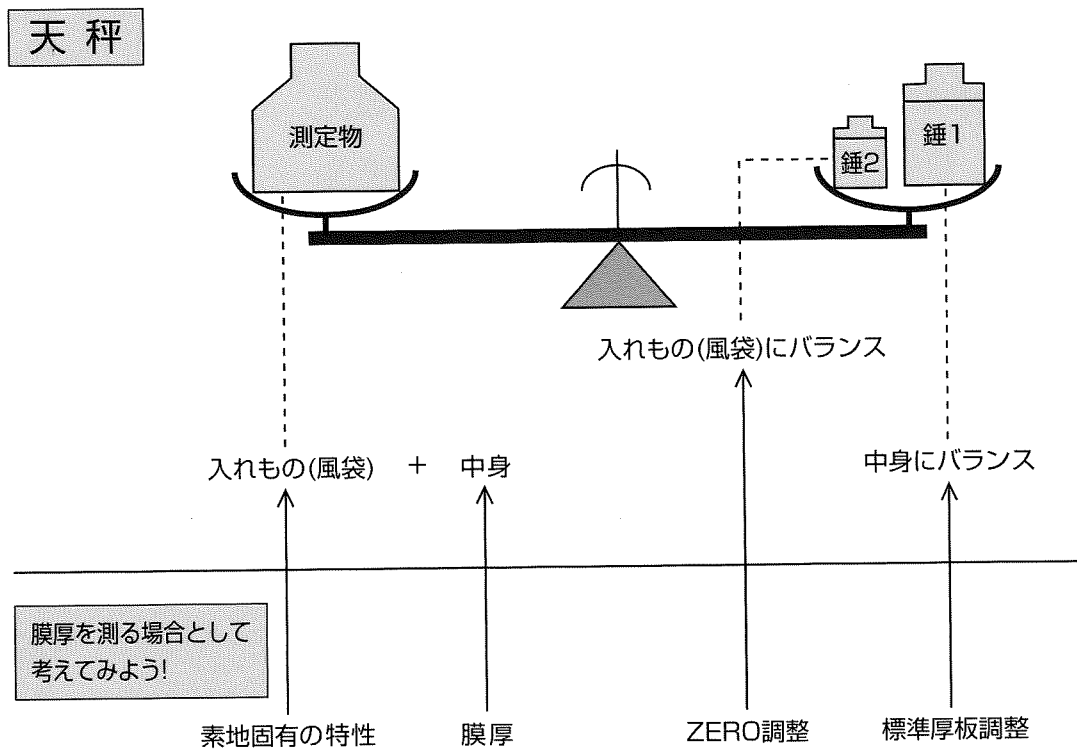 天秤
測定物
錘2
錘1
入れもの(風袋)にバランス
入れもの(風袋) + 中身
中身にバランス
膜厚を測る場合として
考えてみよう!
素地固有の特性
膜厚
ZERO調整
標準厚板調整